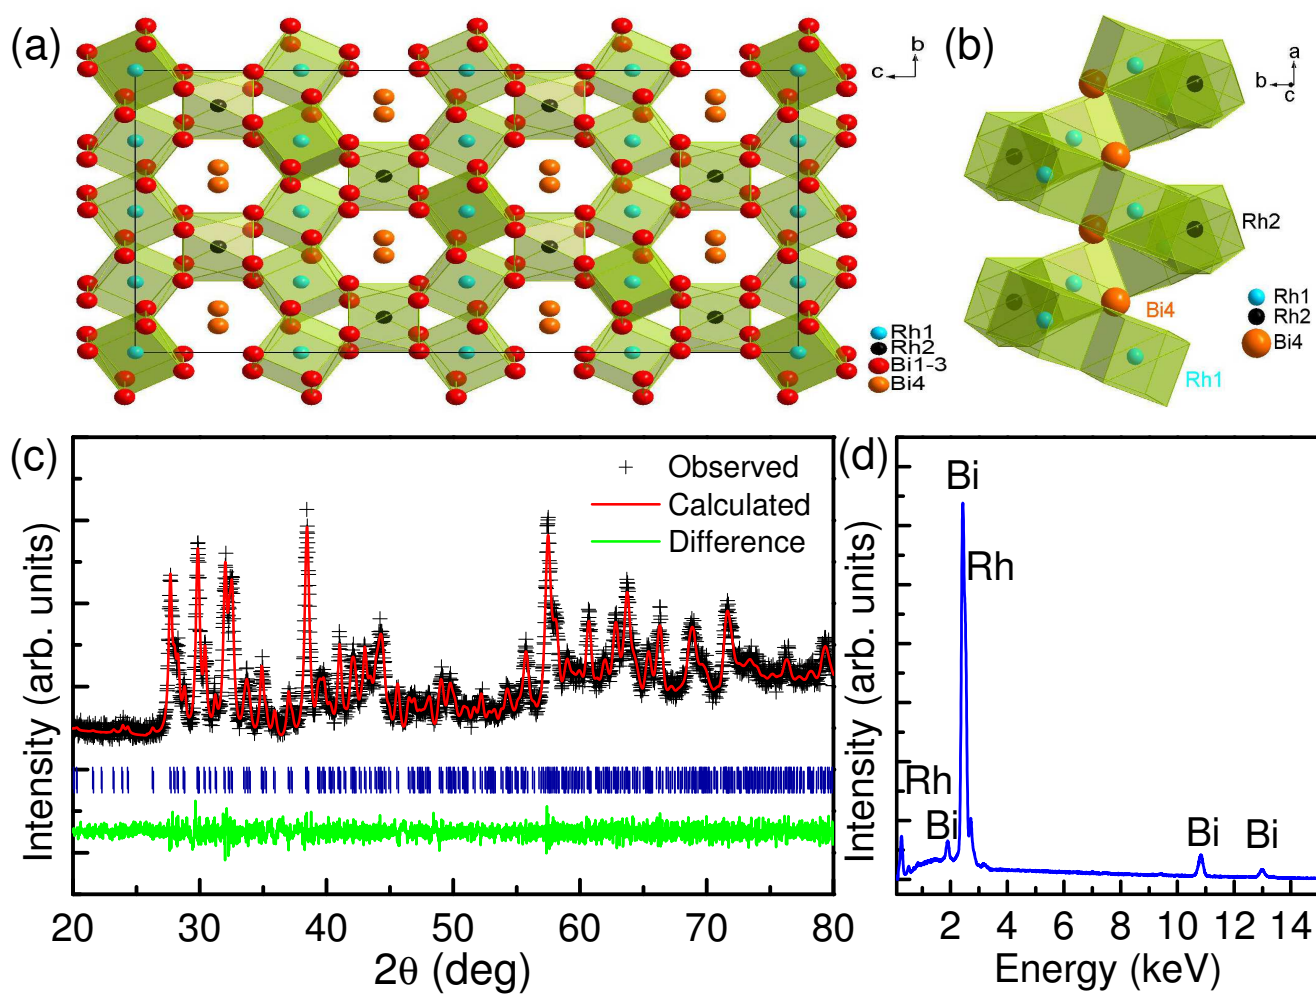 (a)
b
c
Rh1
Rh2
Bi1-3
Bi4
(b)
a
b
c
Rh2
Bi4
Rh1
Rh1
Rh2
Bi4
(c)
Observed
Calculated
Difference
Intensity (arb. units)
20 30 40 50 60 70 80
2θ (deg)
(d)
Bi
Rh
Rh
Bi
Bi
Bi
Intensity (arb. units)
2 4 6 8 10 12 14
Energy (keV)